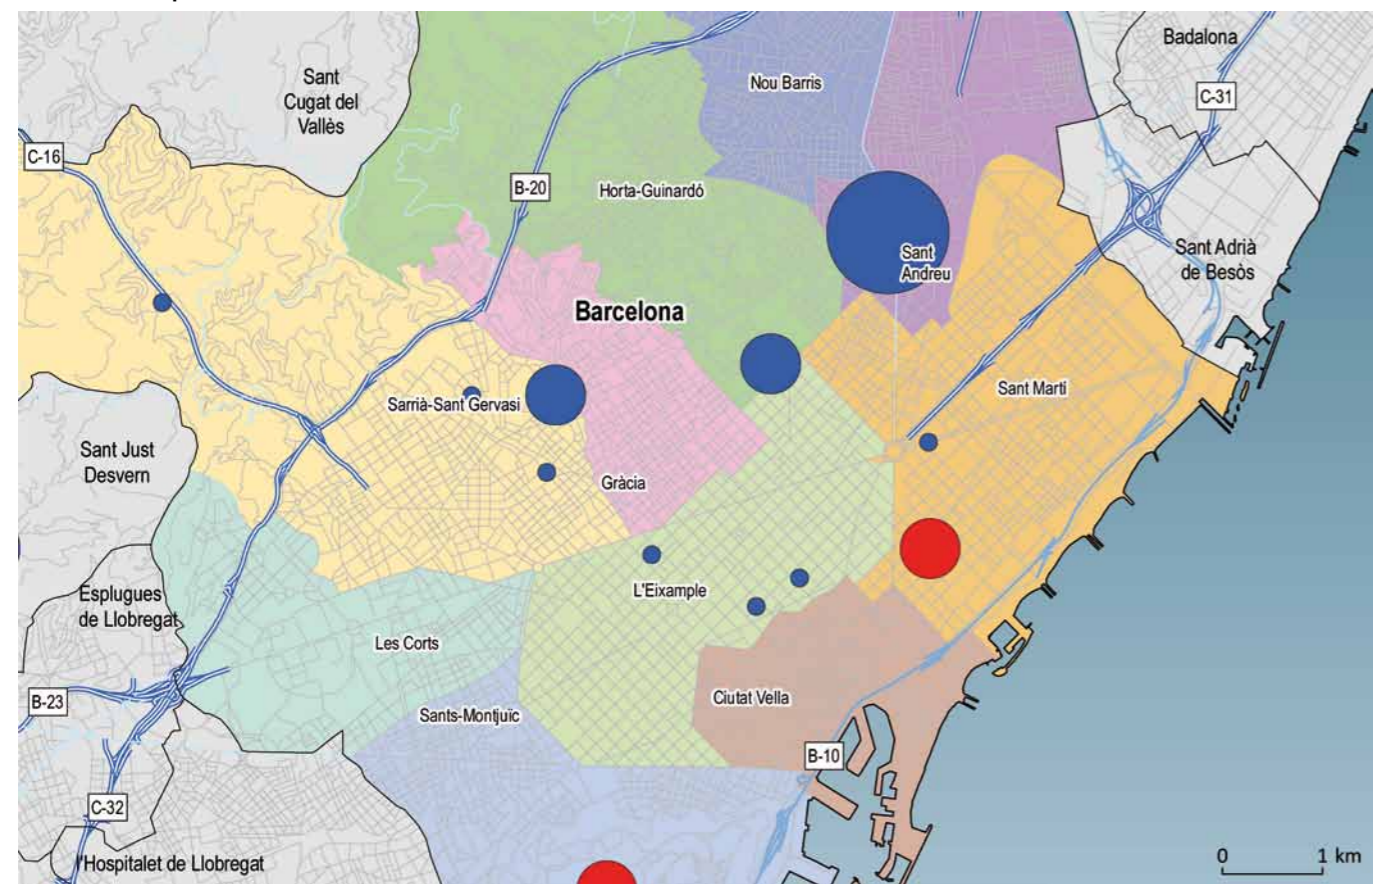 Badalona
Nou Barris
Sant
Cugat del
Vallès
C-31
C-16
B-20
Horta-Guinardó
Sant
Andreu
Sant Adrià
de Besòs
Barcelona
Sant Martí
Sarrià-Sant Gervasi
Sant Just
Desvern
Gràcia
L'Eixample
Esplugues
de Llobregat
Les Corts
B-23
Ciutat Vella
Sants-Montjuïc
B-10
C-32
l'Hospitalet de Llobregat
0 1 km